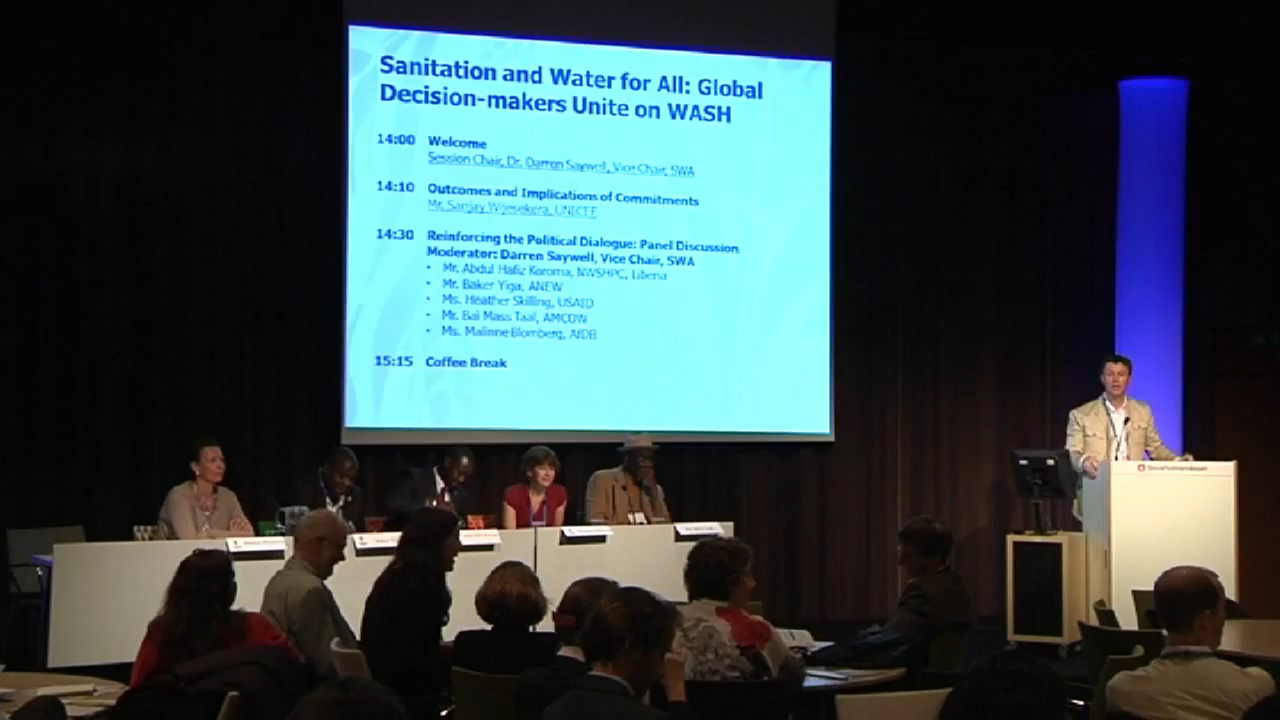 Sanitation and Water for All: Global
Decision-makers Unite on WASH
14:00 Welcome
Session Chair, Dr. Darren Saywell, Vice Chair, SWA
14:10 Outcomes and Implications of Commitments
Mr. Sanjay Wijesekera, UNICEF
14:30 Reinforcing the Political Dialogue: Panel Discussion
Moderator: Darren Saywell, Vice Chair, SWA
• Mr. Abdul Hafiz Koroma, NWSHPC, Liberia
• Mr. Baker Yiga, ANEW
• Ms. Heather Skilling, USAID
• Mr. Bai Mass Taal, AMCOW
• Ms. Malinne Blomberg, AfDB
15:15 Coffee Break
Stockholmsmässan